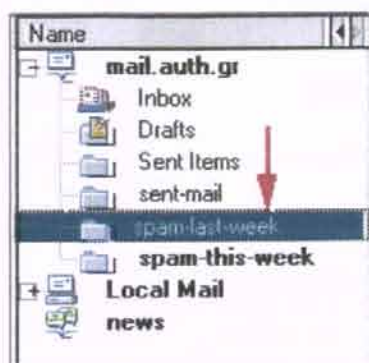 Name
mail.auth.gr
Inbox
Drafts
Sent Items
sent-mail
spam-last-week
spam-this-week
Local Mail
news